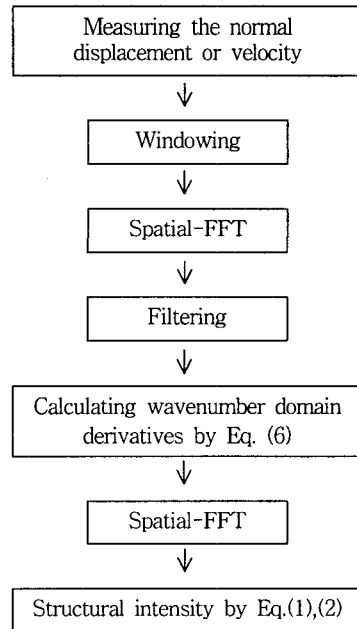 Measuring the normal
displacement or velocity
Windowing
Spatial-FFT
Filtering
Calculating wavenumber domain
derivatives by Eq. (6)
Spatial-FFT
Structural intensity by Eq.(1),(2)